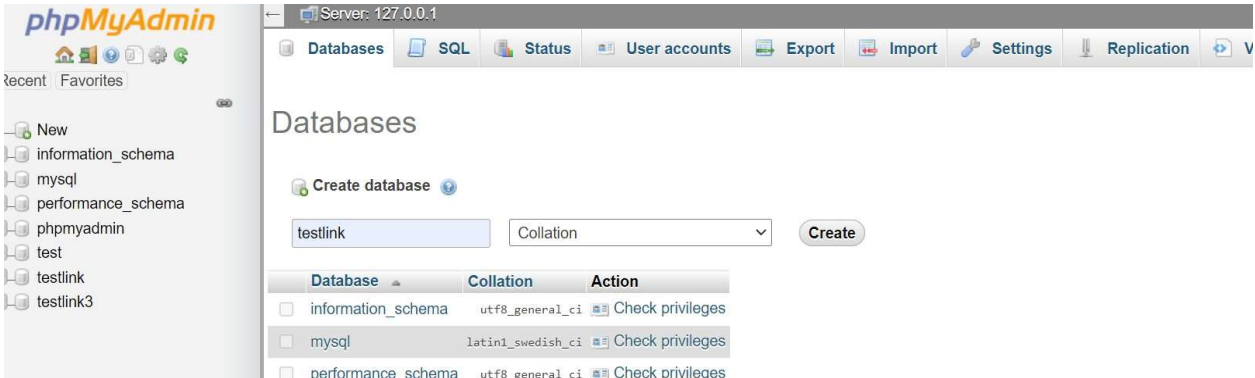 phpMyAdmin
Recent Favorites
New
information_schema
mysql
performance_schema
phpmyadmin
test
testlink
testlink3
Server: 127.0.0.1
Databases SQL Status User accounts Export Import Settings Replication V
Databases
Create database
testlink Collation Create
Database Collation Action
information_schema utf8_general_ci Check privileges
mysql latin1_swedish_ci Check privileges
performance_schema utf8_general_ci Check privileges